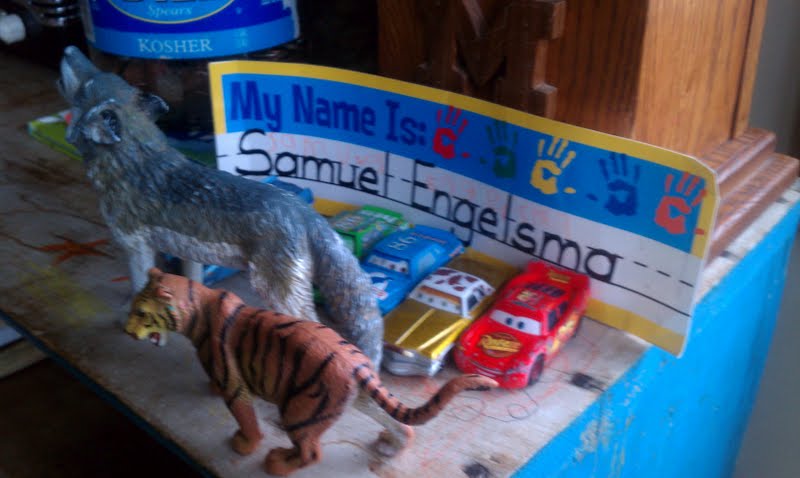 Spears
KOSHER
My Name Is:
Samuel Engelsma